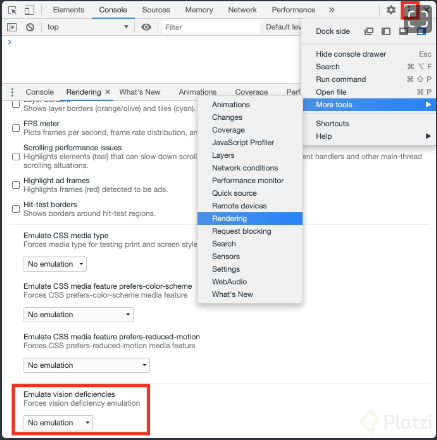 Elements Console Sources Network Performance »
top Filter Default lev
Dock side
Hide console drawer Esc
Search ⌘ ⌥ F
Run command ⌘ ⇧ P
Open file ⌘ P
More tools
Shortcuts
Help
Console Rendering × What's New Animations Coverage Perf
Animations
Changes
Coverage
JavaScript Profiler
Layers
Network conditions
Performance monitor
Quick source
Remote devices
Rendering
Request blocking
Search
Sensors
Settings
WebAudio
What's New
Shows layer borders (orange/olive) and tiles (cyan).
FPS meter
Plots frames per second, frame rate distribution, an
Scrolling performance issues
Highlights elements (teal) that can slow down scroll
ent handlers and other main-thread
scrolling situations.
Highlight ad frames
Highlights frames (red) detected to be ads.
Hit-test borders
Shows borders around hit-test regions.
Emulate CSS media type
Forces media type for testing print and screen style
No emulation
Emulate CSS media feature prefers-color-scheme
Forces CSS prefers-color-scheme media feature
No emulation
Emulate CSS media feature prefers-reduced-motion
Forces CSS prefers-reduced-motion media feature
No emulation
Emulate vision deficiencies
Forces vision deficiency emulation
No emulation
Platzi